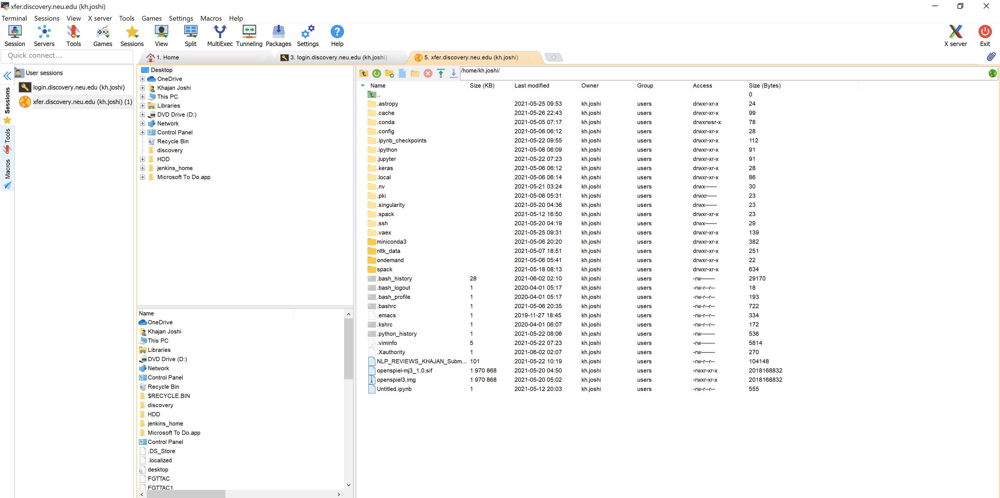 xfer.discovery.neu.edu (kh.joshi)
Terminal Sessions View X server Tools Games Settings Macros Help
Session Servers Tools Games Sessions View Split MultiExec Tunneling Packages Settings Help X server Exit
Quick connect...
1. Home
3. login.discovery.neu.edu (kh.joshi)
5. xfer.discovery.neu.edu (kh.joshi)
Sessions
Tools
Macros
User sessions
login.discovery.neu.edu (kh.joshi)
xfer.discovery.neu.edu (kh.joshi) (1)
Desktop
OneDrive
Khajan Joshi
This PC
Libraries
DVD Drive (D:)
Network
Control Panel
Recycle Bin
discovery
HDD
jenkins_home
Microsoft To Do.app
Name
OneDrive
Khajan Joshi
This PC
Libraries
DVD Drive (D:)
Network
Control Panel
Recycle Bin
$RECYCLE.BIN
discovery
HDD
jenkins_home
Microsoft To Do.app
Control Panel
.DS_Store
.localized
desktop
FGTTAC
FGTTAC1
/home/kh.joshi/
Name Size (KB) Last modified Owner Group Access Size (Bytes)
.. 0
.astropy 2021-05-25 09:53 kh.joshi users drwxr-xr-x 24
.cache 2021-05-26 22:43 kh.joshi users drwxr-xr-x 99
.conda 2021-05-05 07:17 kh.joshi users drwxrwsr-x 78
.config 2021-05-06 06:12 kh.joshi users drwxr-xr-x 28
.ipynb_checkpoints 2021-05-22 09:55 kh.joshi users drwxr-xr-x 112
.ipython 2021-05-06 06:09 kh.joshi users drwxr-xr-x 91
.jupyter 2021-05-22 07:23 kh.joshi users drwxr-xr-x 91
.keras 2021-05-06 06:12 kh.joshi users drwxr-xr-x 28
.local 2021-05-06 06:14 kh.joshi users drwxr-xr-x 86
.nv 2021-05-21 03:24 kh.joshi users drwx------ 30
.pki 2021-05-06 05:31 kh.joshi users drwxr----- 23
.singularity 2021-05-20 04:36 kh.joshi users drwx------ 23
.spack 2021-05-12 16:50 kh.joshi users drwxr-xr-x 23
.ssh 2021-05-20 04:19 kh.joshi users drwx------ 29
.vaex 2021-05-25 09:31 kh.joshi users drwxr-xr-x 139
miniconda3 2021-05-06 20:20 kh.joshi users drwxr-xr-x 382
nltk_data 2021-05-07 18:51 kh.joshi users drwxr-xr-x 251
ondemand 2021-05-06 05:41 kh.joshi users drwxr-xr-x 22
spack 2021-05-18 08:13 kh.joshi users drwxr-xr-x 634
.bash_history 28 2021-06-02 02:10 kh.joshi users -rw------- 29170
.bash_logout 1 2020-04-01 05:17 kh.joshi users -rw-r--r-- 18
.bash_profile 1 2020-04-01 05:17 kh.joshi users -rw-r--r-- 193
.bashrc 1 2021-05-06 20:35 kh.joshi users -rw-r--r-- 722
.emacs 1 2019-11-27 18:45 kh.joshi users -rw-r--r-- 334
.kshrc 1 2020-04-01 06:07 kh.joshi users -rw-r--r-- 172
.python_history 1 2021-05-22 08:06 kh.joshi users -rw------- 536
.viminfo 5 2021-05-22 07:23 kh.joshi users -rw------- 5814
.Xauthority 1 2021-06-02 02:07 kh.joshi users -rw------- 270
NLP_REVIEWS_KHAJAN_Subm... 101 2021-05-22 10:19 kh.joshi users -rw-r--r-- 104148
openspiel-mj3_1.0.sif 1 970 868 2021-05-20 04:50 kh.joshi users -rwxr-xr-x 2018168832
openspiel3.img 1 970 868 2021-05-20 05:02 kh.joshi users -rwxr-xr-x 2018168832
Untitled.ipynb 1 2021-05-12 20:03 kh.joshi users -rw-r--r-- 555